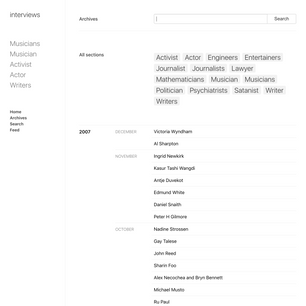 interviews
Musicians
Musician
Activist
Actor
Writers
Home
Archives
Search
Feed
Archives
Search
All sections
Activist Actor Engineers Entertainers
Journalist Journalists Lawyer
Mathematicians Musician Musicians
Politician Psychiatrists Satanist Writer
Writers
2007
DECEMBER
Victoria Wyndham
Al Sharpton
NOVEMBER
Ingrid Newkirk
Kasur Tashi Wangdi
Antje Duvekot
Edmund White
Daniel Smith
Peter H Gilmore
OCTOBER
Nadine Strossen
Gay Talese
John Reed
Sharin Foo
Alex Necochea and Bryn Bennett
Michael Musto
Ru Paul